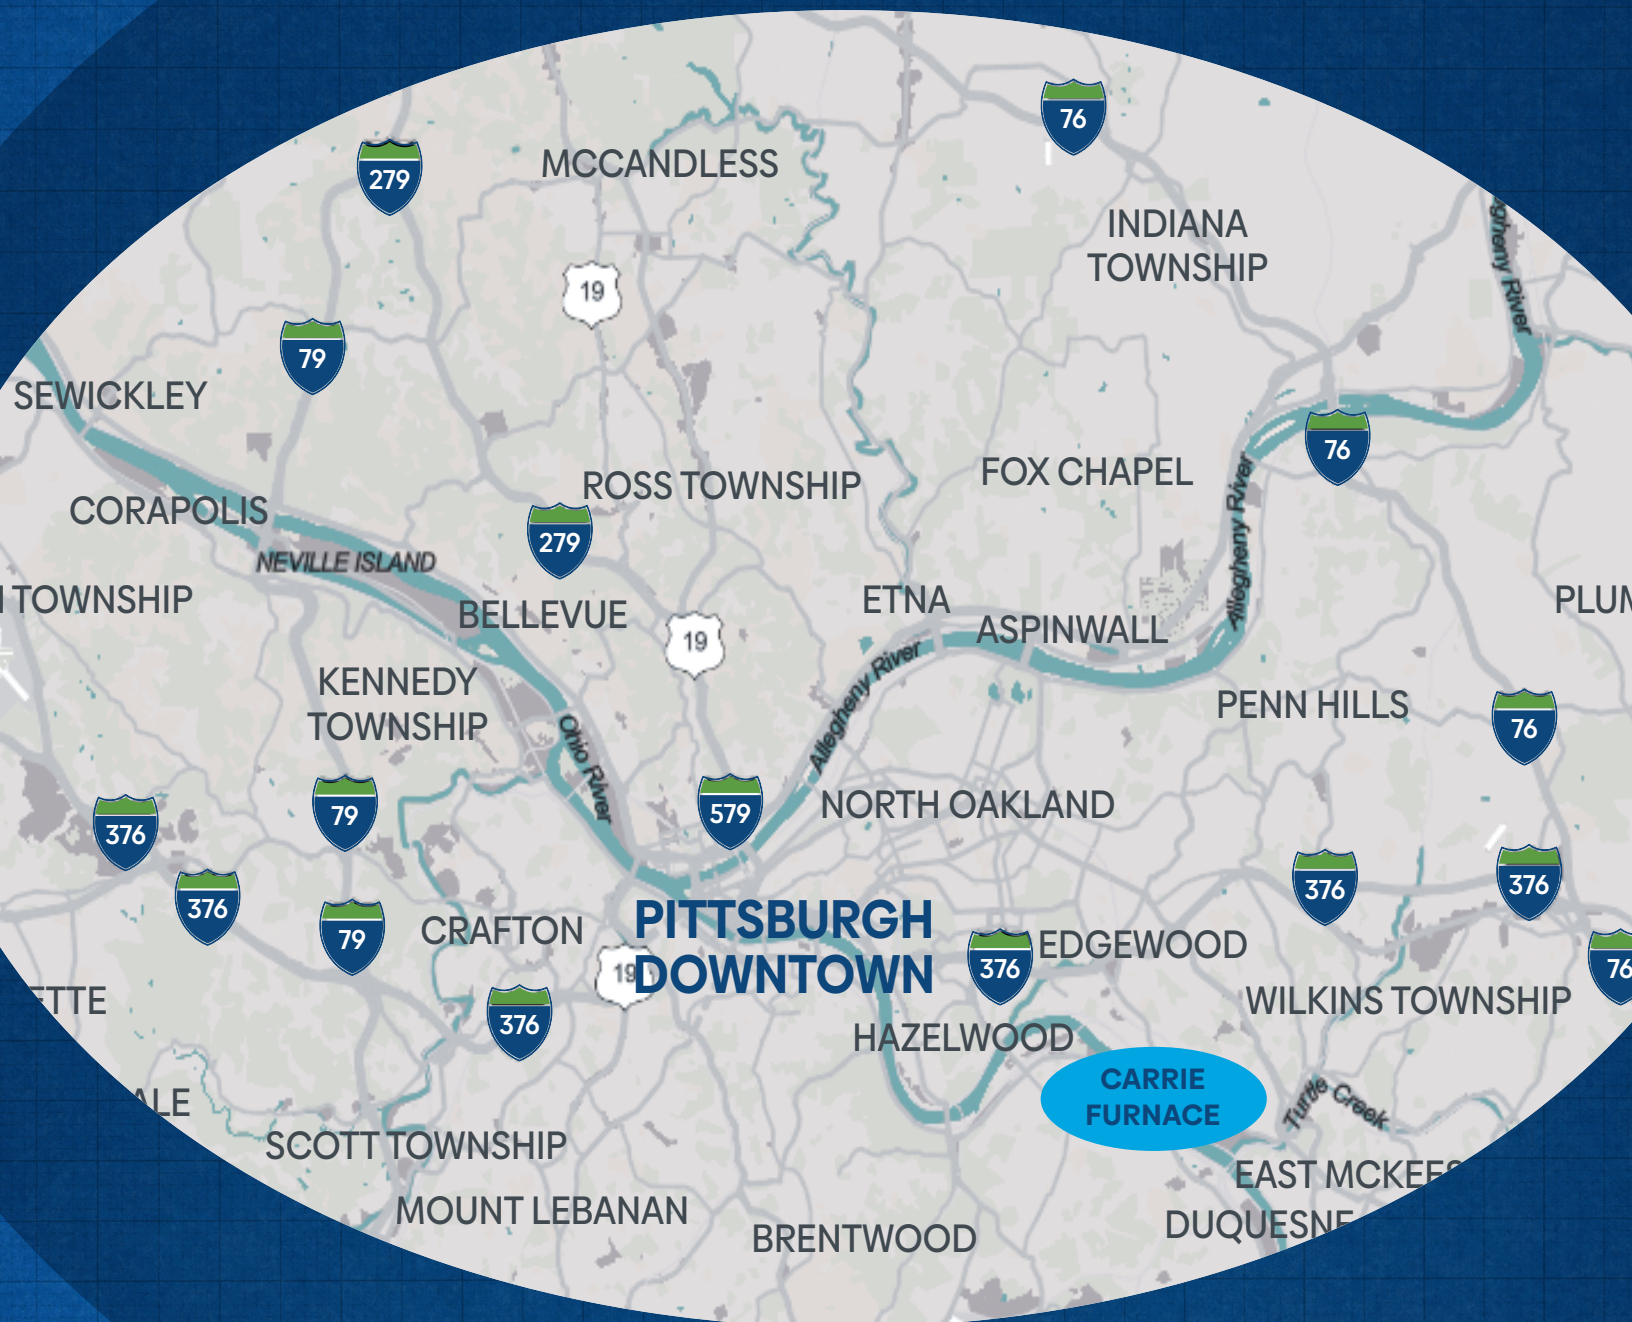 76
279
MCCANDLESS
INDIANA
TOWNSHIP
19
River
79
SEWICKLEY
76
ROSS TOWNSHIP
FOX CHAPEL
CORAPOLIS
279
NEVILLE ISLAND
Allegheny River
TOWNSHIP
BELLEVUE
ETNA
ASPINWALL
19
Allegheny River
KENNEDY
TOWNSHIP
PENN HILLS
76
Ohio River
376
79
579
NORTH OAKLAND
376
79
CRAFTON
PITTSBURGH
DOWNTOWN
19
376
EDGEWOOD
376
376
76
WILKINS TOWNSHIP
376
HAZELWOOD
CARRIE
FURNACE
Turtle Creek
SCOTT TOWNSHIP
EAST
MOUNT LEBANAN
BRENTWOOD
DUQUESNE